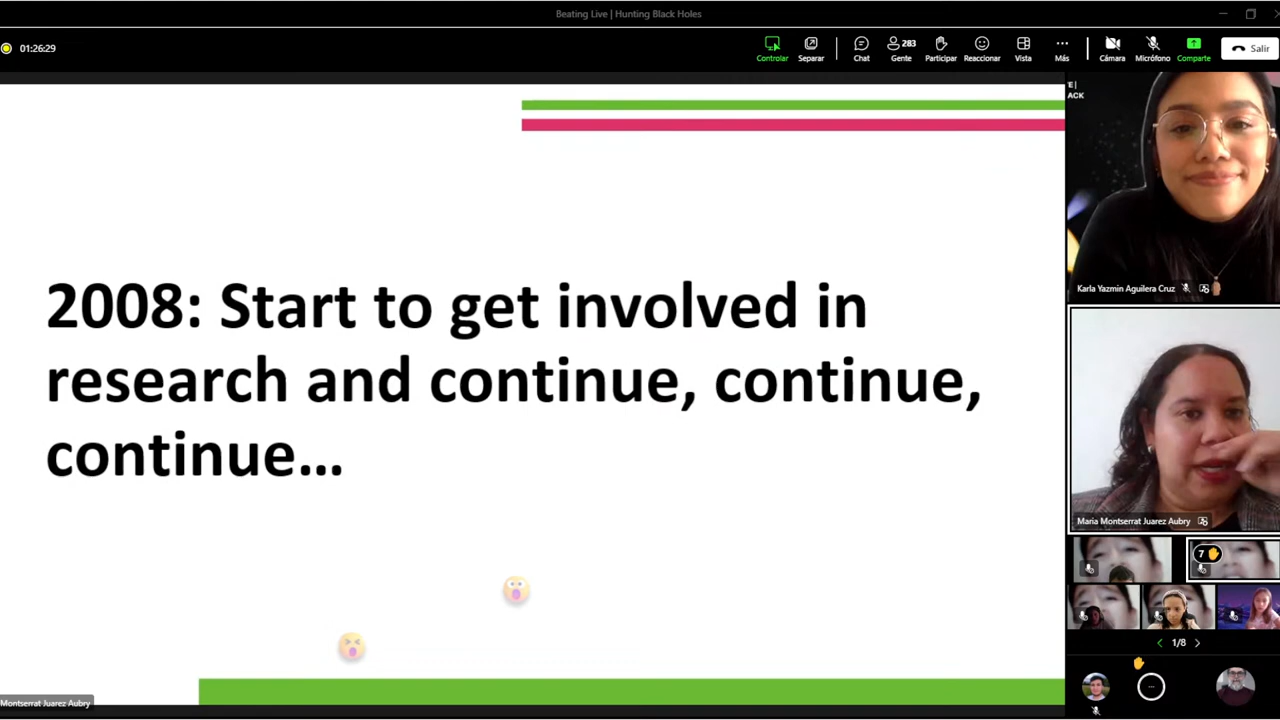 Beating Live | Hunting Black Holes
01:26:29
Controlar
Separar
Chat
283
Gente
Participar
Reaccionar
Vista
Más
Cámara
Micrófono
Comparte
Salir
E |
ACK
Karla Yazmin Aguilera Cruz
2008: Start to get involved in
research and continue, continue,
continue...
Maria Montserrat Juarez Aubry
7
1/8
Montserrat Juarez Aubry